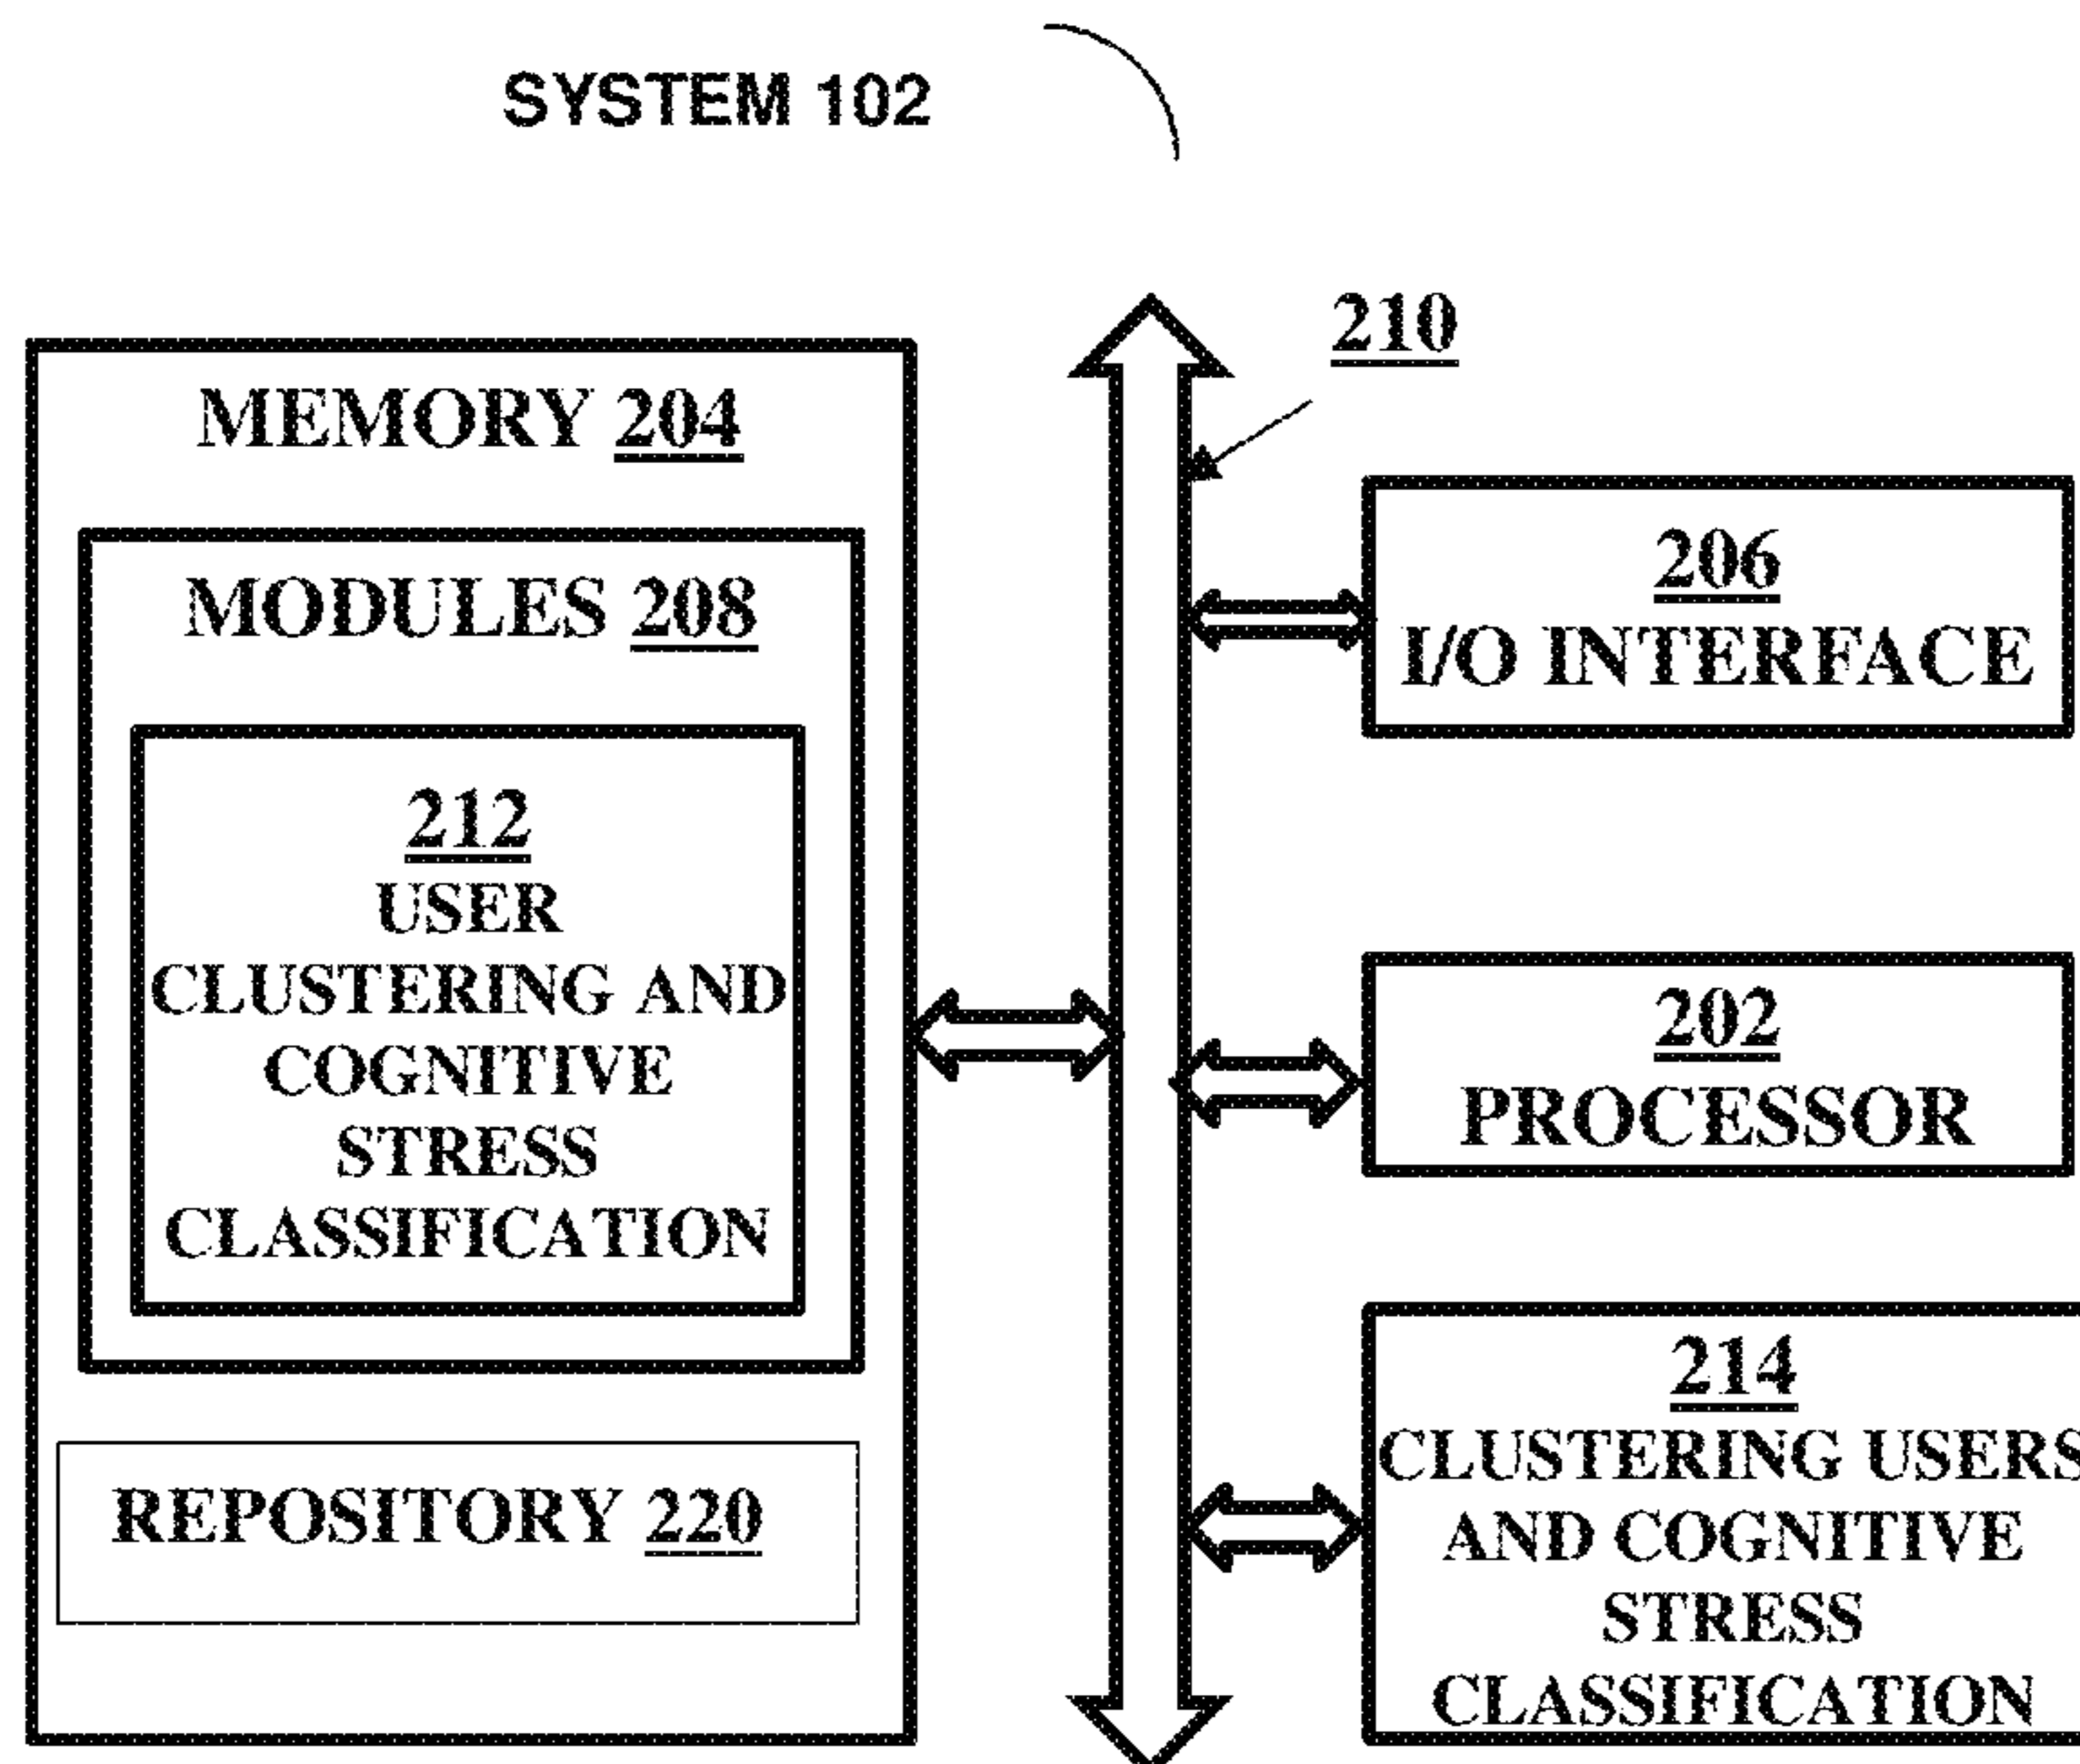 SYSTEM 102
210
MEMORY 204
MODULES 208
212
USER
CLUSTERING AND
COGNITIVE
STRESS
CLASSIFICATION
REPOSITORY 220
206
I/O INTERFACE
202
PROCESSOR
214
CLUSTERING USERS
AND COGNITIVE
STRESS
CLASSIFICATION